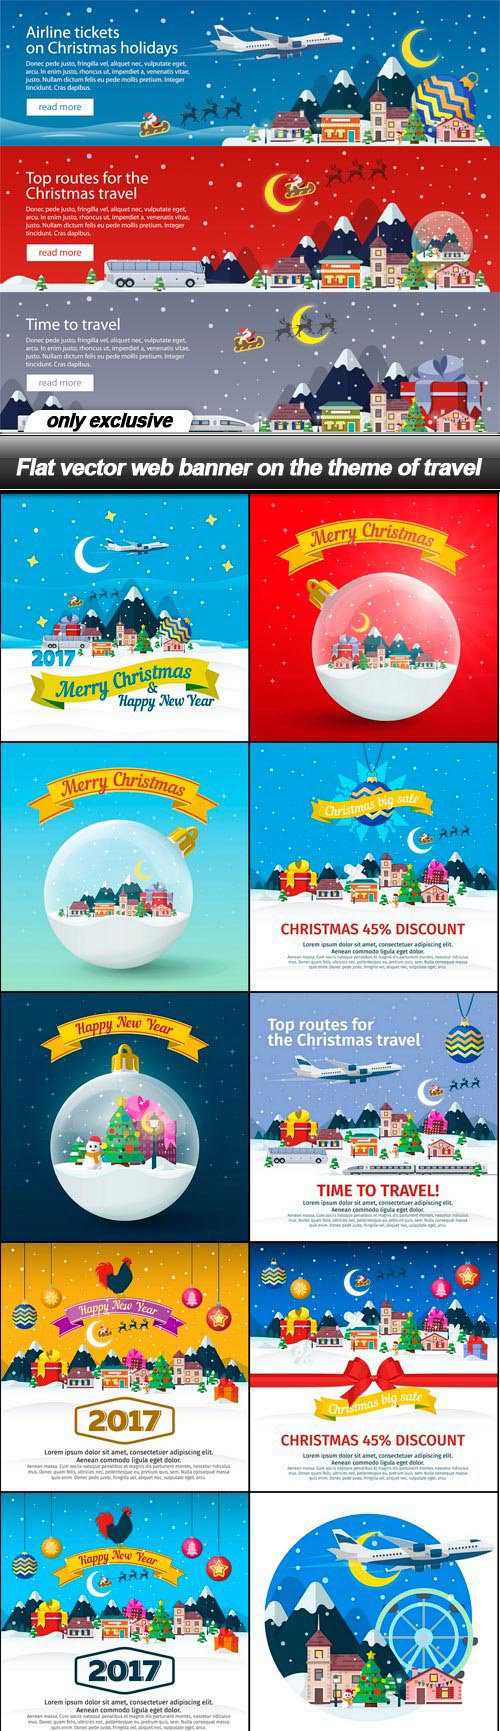 Airline tickets
on Christmas holidays
Donec pede justo, fringilla vel, aliquet nec, vulputate eget,
arcu. In enim justo, rhoncus ut, imperdiet a, venenatis vitae,
justo. Nullam dictum felis eu pede mollis pretium. Integer
tincidunt. Cras dapibus.
read more
Top routes for the
Christmas travel
Donec pede justo, fringilla vel, aliquet nec, vulputate eget,
arcu. In enim justo, rhoncus ut, imperdiet a, venenatis vitae,
justo. Nullam dictum felis eu pede mollis pretium. Integer
tincidunt. Cras dapibus.
read more
Time to travel
Donec pede justo, fringilla vel, aliquet nec, vulputate eget,
arcu. In enim justo, rhoncus ut, imperdiet a, venenatis vitae,
justo. Nullam dictum felis eu pede mollis pretium. Integer
tincidunt. Cras dapibus.
read more
only exclusive
Flat vector web banner on the theme of travel
2017
Merry Christmas
&
Happy New Year
Merry Christmas
Merry Christmas
Christmas big sale
CHRISTMAS 45% DISCOUNT
Lorem ipsum dolor sit amet, consectetuer adipiscing elit.
Aenean commodo ligula eget dolor.
Happy New Year
Top routes for
the Christmas travel
TIME TO TRAVEL!
Lorem ipsum dolor sit amet, consectetuer adipiscing elit.
Aenean commodo ligula eget dolor.
Happy New Year
2017
Lorem ipsum dolor sit amet, consectetuer adipiscing elit.
Aenean commodo ligula eget dolor.
Christmas big sale
CHRISTMAS 45% DISCOUNT
Lorem ipsum dolor sit amet, consectetuer adipiscing elit.
Aenean commodo ligula eget dolor.
Happy New Year
2017
Lorem ipsum dolor sit amet, consectetuer adipiscing elit.
Aenean commodo ligula eget dolor.